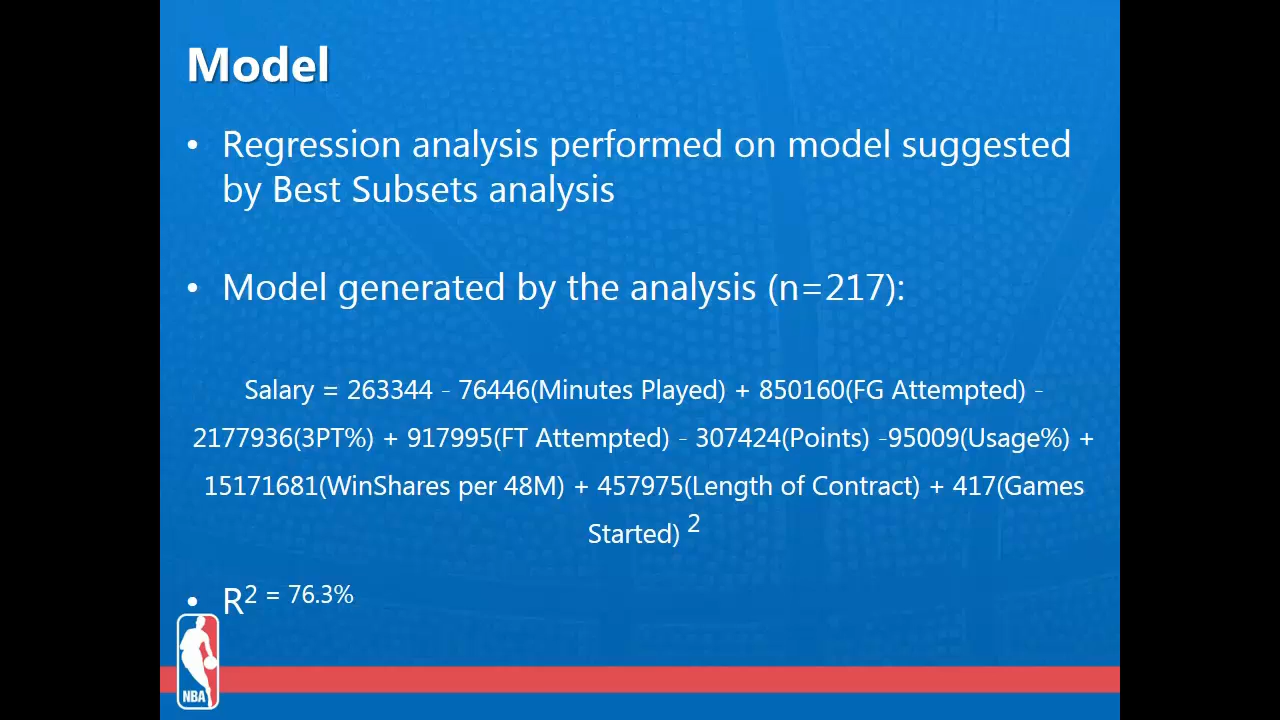 Model
• Regression analysis performed on model suggested
by Best Subsets analysis
• Model generated by the analysis (n=217):
Salary = 263344 - 76446(Minutes Played) + 850160(FG Attempted) -
2177936(3PT%) + 917995(FT Attempted) - 307424(Points) -95009(Usage%) +
15171681(WinShares per 48M) + 457975(Length of Contract) + 417(Games
Started) ²
• R² ⁼ ⁷⁶·³%
NBA